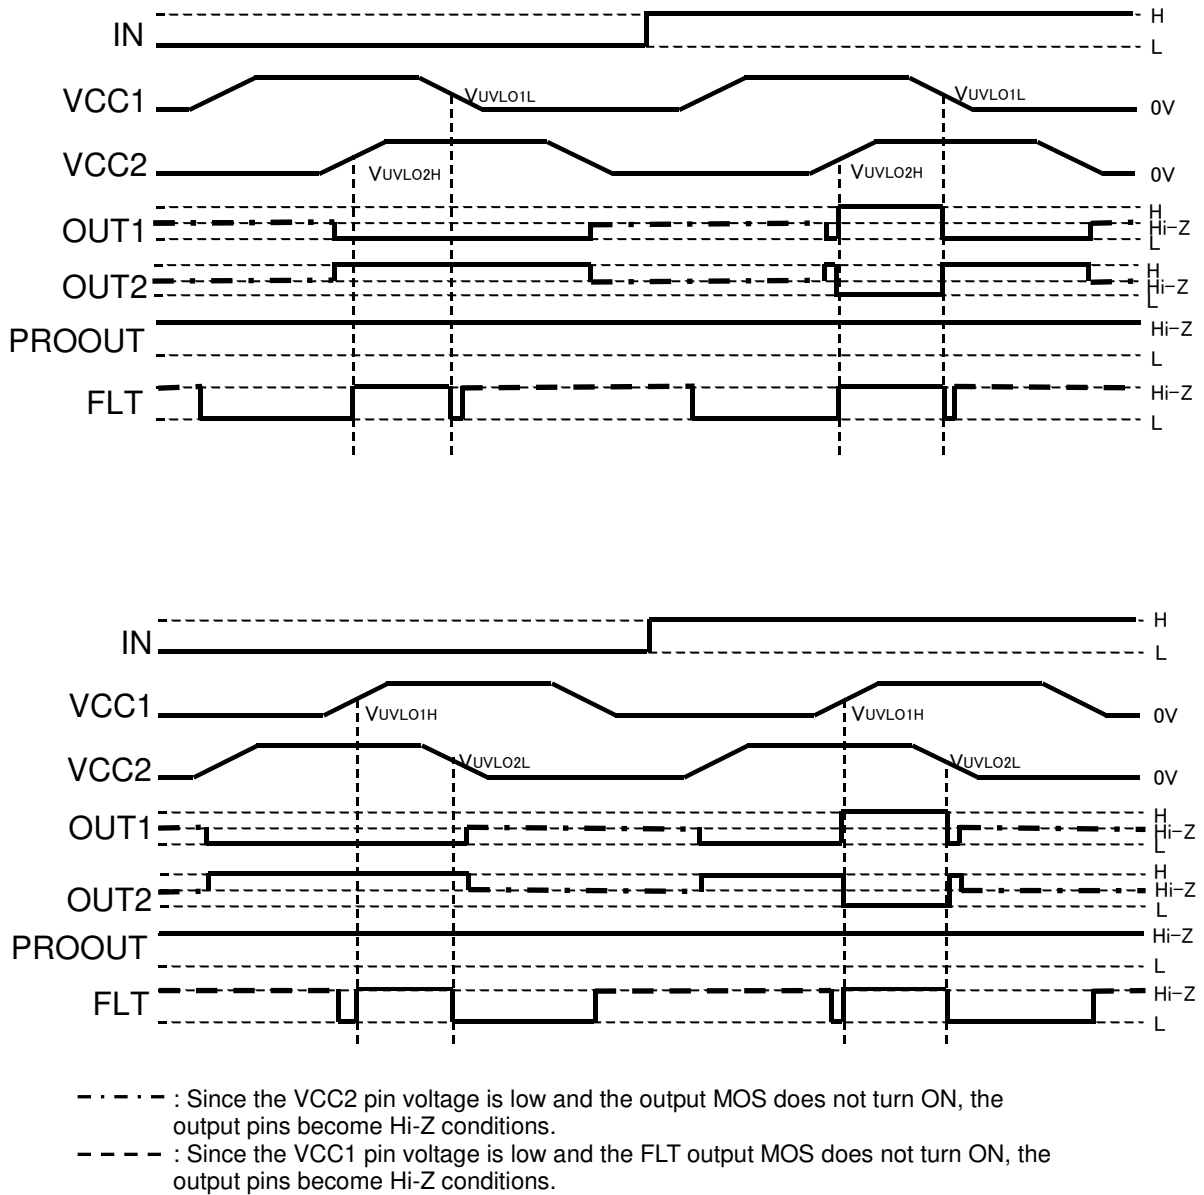 IN
H
L
VCC1
VUVLO1L
VUVLO1L
0V
VCC2
VUVLO2H
VUVLO2H
0V
OUT1
H
Hi-Z
L
OUT2
H
Hi-Z
L
PROOUT
Hi-Z
L
FLT
Hi-Z
L
IN
H
L
VCC1
VUVLO1H
VUVLO1H
0V
VCC2
VUVLO2L
VUVLO2L
0V
OUT1
H
Hi-Z
L
OUT2
H
Hi-Z
L
PROOUT
Hi-Z
L
FLT
Hi-Z
L
: Since the VCC2 pin voltage is low and the output MOS does not turn ON, the
output pins become Hi-Z conditions.
: Since the VCC1 pin voltage is low and the FLT output MOS does not turn ON, the
output pins become Hi-Z conditions.